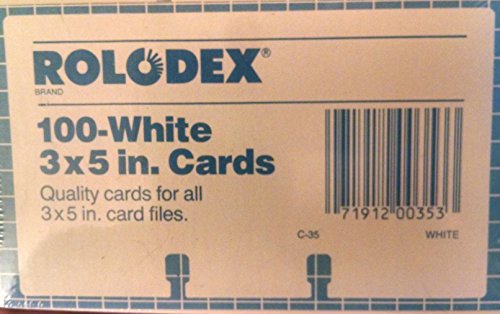 ROLODEX®
BRAND
100-White
3x5 in. Cards
Quality cards for all
3x5 in. card files.
71912 00353
C-35
WHITE